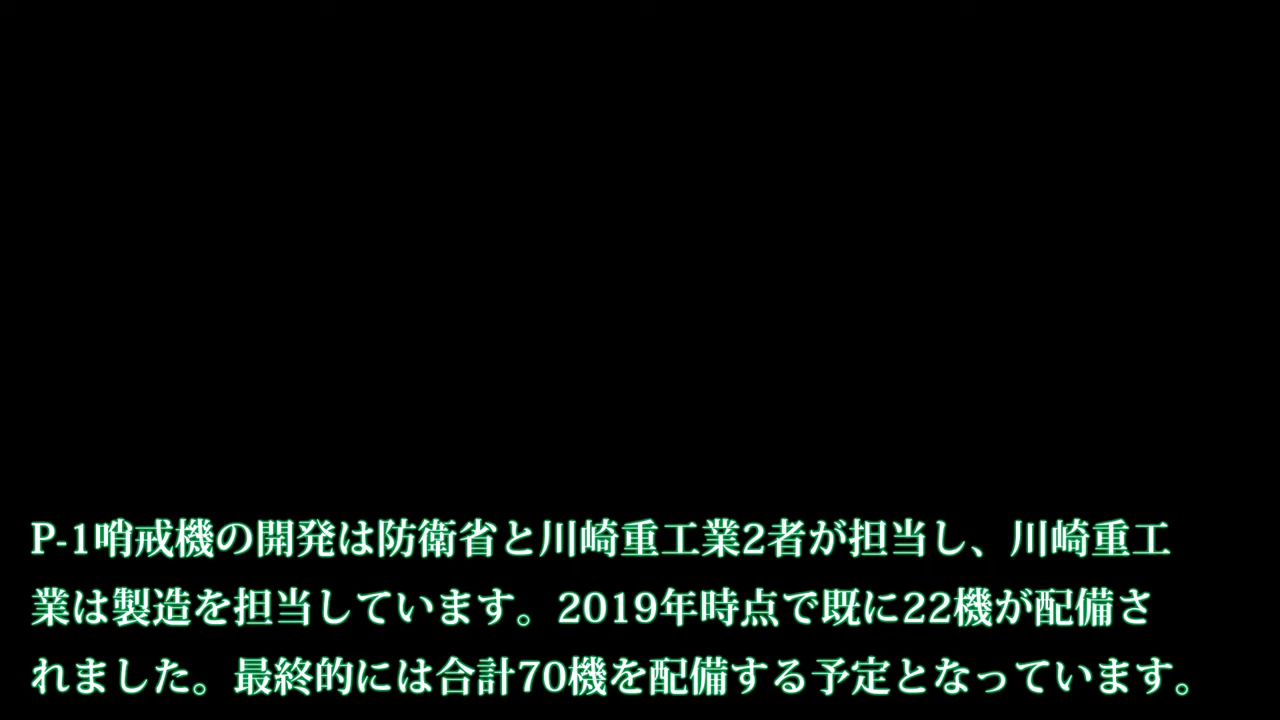 P-1哨戒機の開発は防衛省と川崎重工業2者が担当し、川崎重工
業は製造を担当しています。2019年時点で既に22機が配備さ
れました。最終的には合計70機を配備する予定となっています。